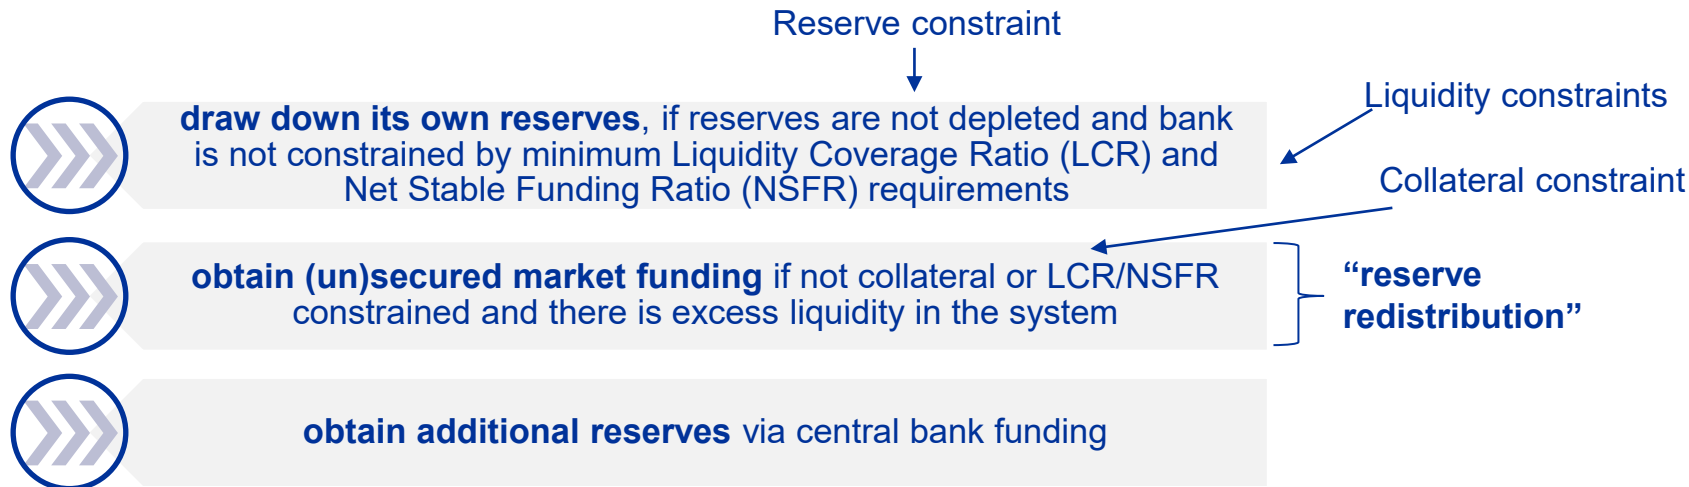 Reserve constraint
Liquidity constraints
draw down its own reserves, if reserves are not depleted and bank
is not constrained by minimum Liquidity Coverage Ratio (LCR) and
Net Stable Funding Ratio (NSFR) requirements
Collateral constraint
obtain (un)secured market funding if not collateral or LCR/NSFR
constrained and there is excess liquidity in the system
“reserve
redistribution”
obtain additional reserves via central bank funding